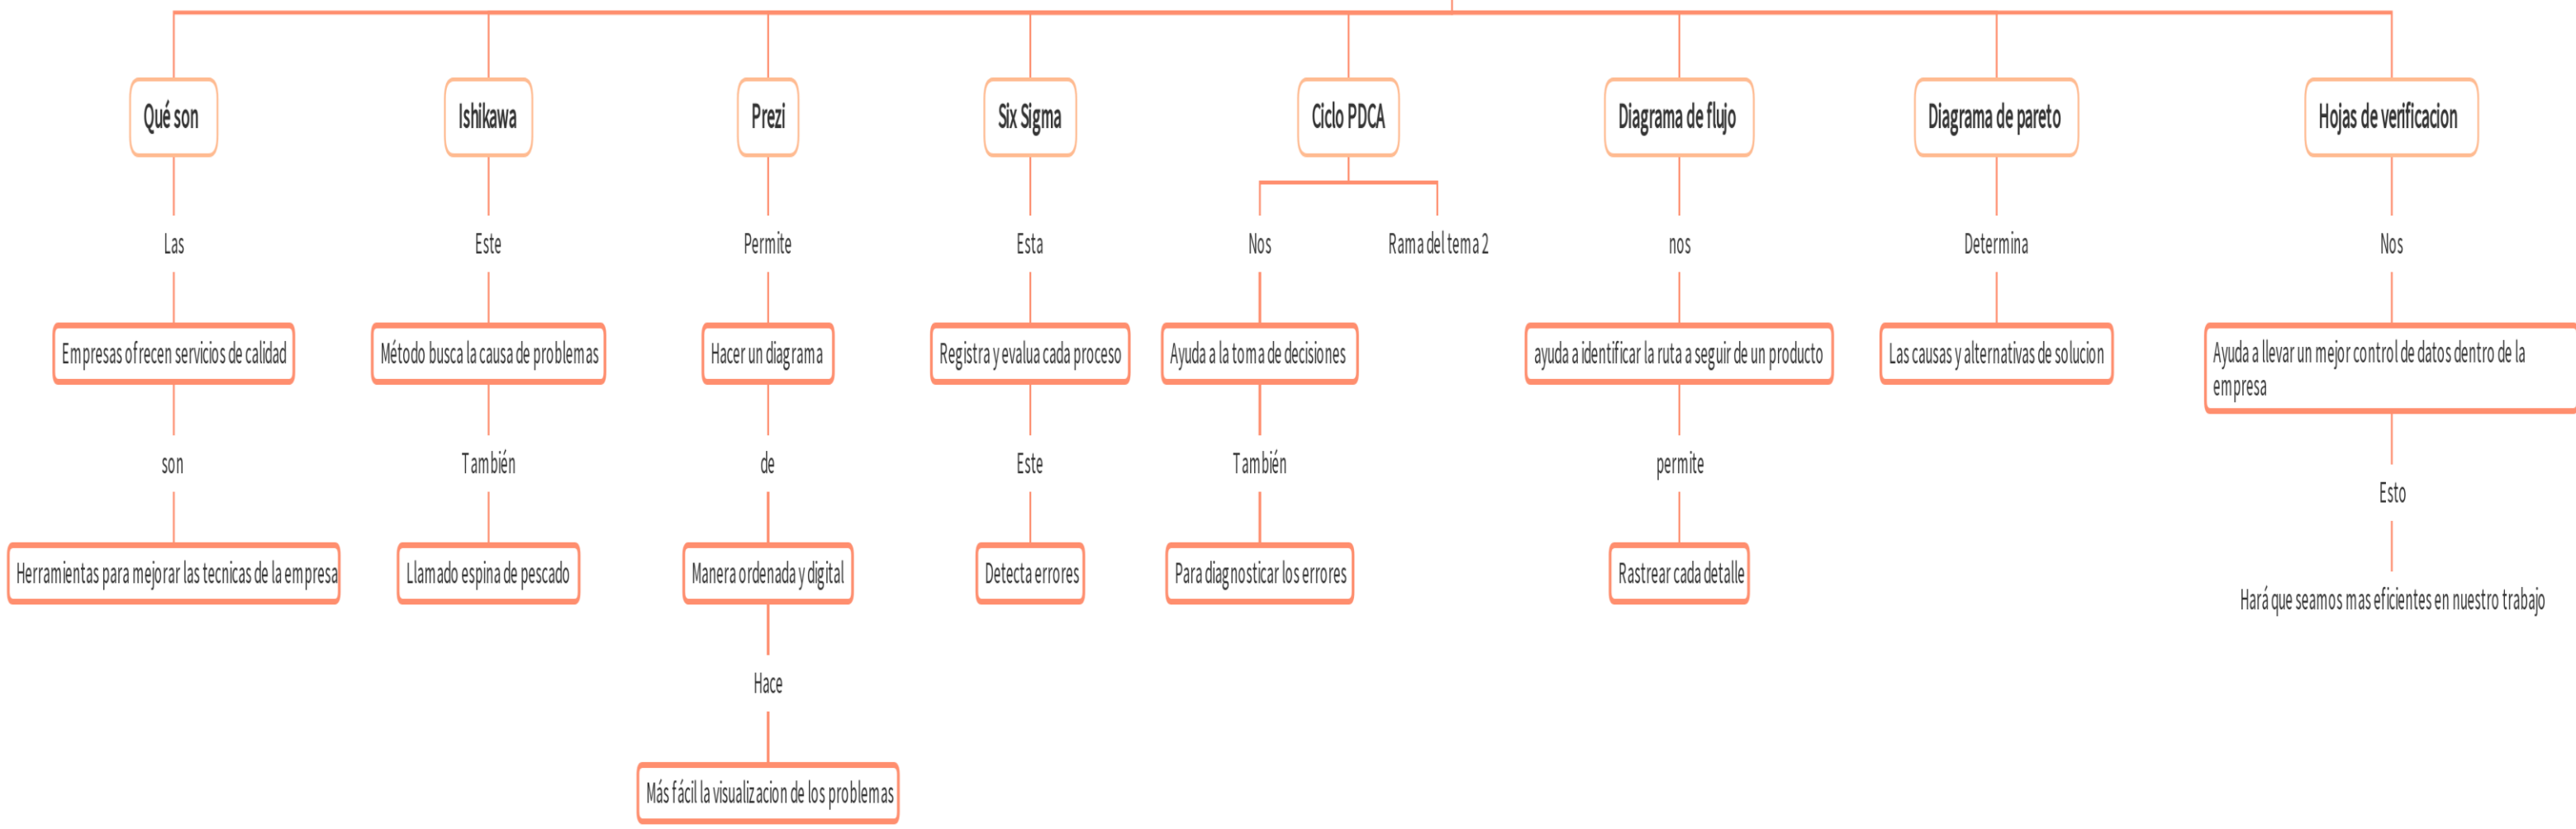 Qué son
Ishikawa
Prezi
Six Sigma
Ciclo PDCA
Diagrama de flujo
Diagrama de pareto
Hojas de verificacion
Las
Este
Permite
Esta
Nos
Rama del tema 2
nos
Determina
Nos
Empresas ofrecen servicios de calidad
Método busca la causa de problemas
Hacer un diagrama
Registra y evalua cada proceso
Ayuda a la toma de decisiones
ayuda a identificar la ruta a seguir de un producto
Las causas y alternativas de solucion
Ayuda a llevar un mejor control de datos dentro de la
empresa
son
También
de
Este
También
permite
Esto
Herramientas para mejorar las tecnicas de la empresa
Llamado espina de pescado
Manera ordenada y digital
Detecta errores
Para diagnosticar los errores
Rastrear cada detalle
Hará que seamos mas eficientes en nuestro trabajo
Hace
Más fácil la visualizacion de los problemas